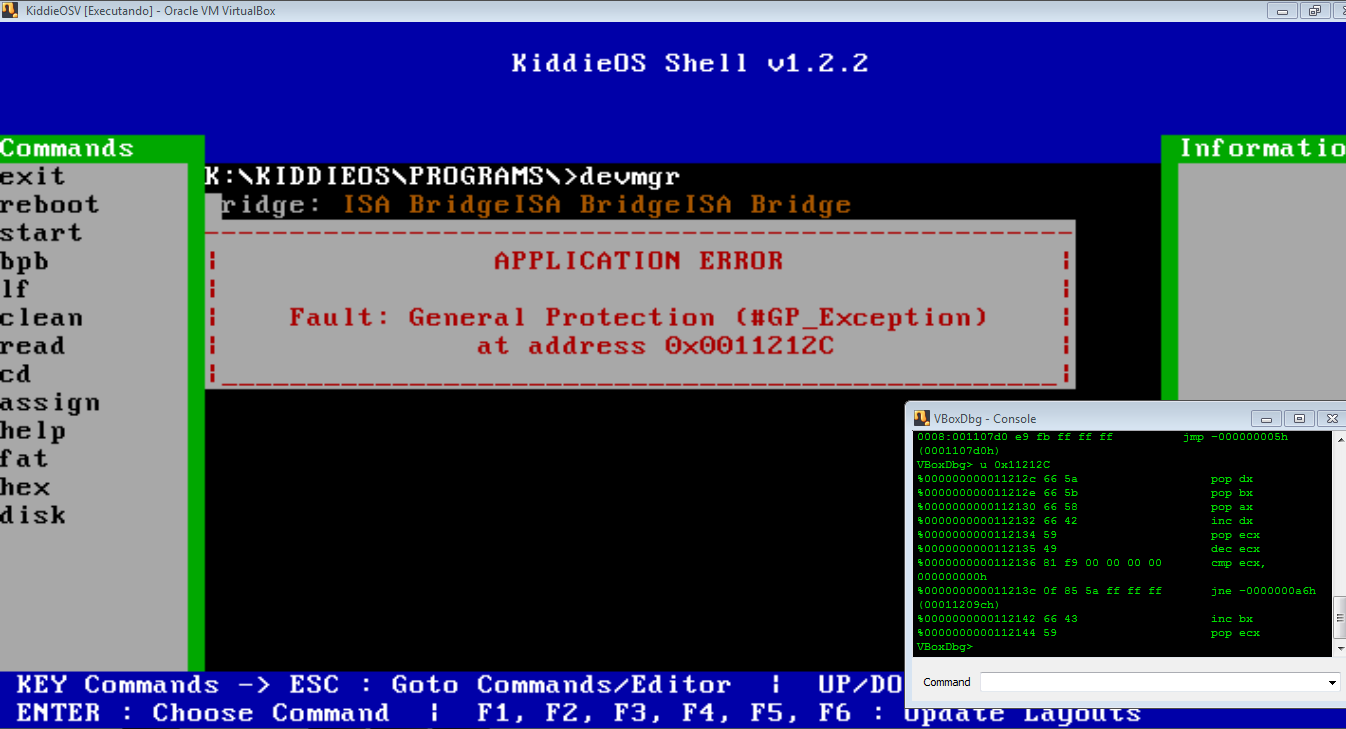 KiddieOSV [Executando] - Oracle VM VirtualBox
KiddieOS Shell v1.2.2
Commands
Informatio
exit
reboot
start
bpb
lf
clean
read
cd
assign
help
fat
hex
disk
K:\KIDDIEOS\PROGRAMS\>devmgr
ridge: ISA BridgeISA BridgeISA Bridge
APPLICATION ERROR
Fault: General Protection (#GP_Exception)
at address 0x0011212C
VBoxDbg - Console
0008:001107d0 e9 fb ff ff ff jmp -000000005h
(0001107d0h)
VBoxDbg> u 0x11212C
%000000000011212c 66 5a pop dx
%000000000011212e 66 5b pop bx
%0000000000112130 66 58 pop ax
%0000000000112132 66 42 inc dx
%0000000000112134 59 pop ecx
%0000000000112135 49 dec ecx
%0000000000112136 81 f9 00 00 00 00 cmp ecx,
000000000h
%000000000011213c 0f 85 5a ff ff ff jne -0000000a6h
(00011209ch)
%0000000000112142 66 43 inc bx
%0000000000112144 59 pop ecx
VBoxDbg>
Command
KEY Commands -> ESC : Goto Commands/Editor ¦ UP/DO
ENTER : Choose Command ¦ F1, F2, F3, F4, F5, F6 : Update Layouts